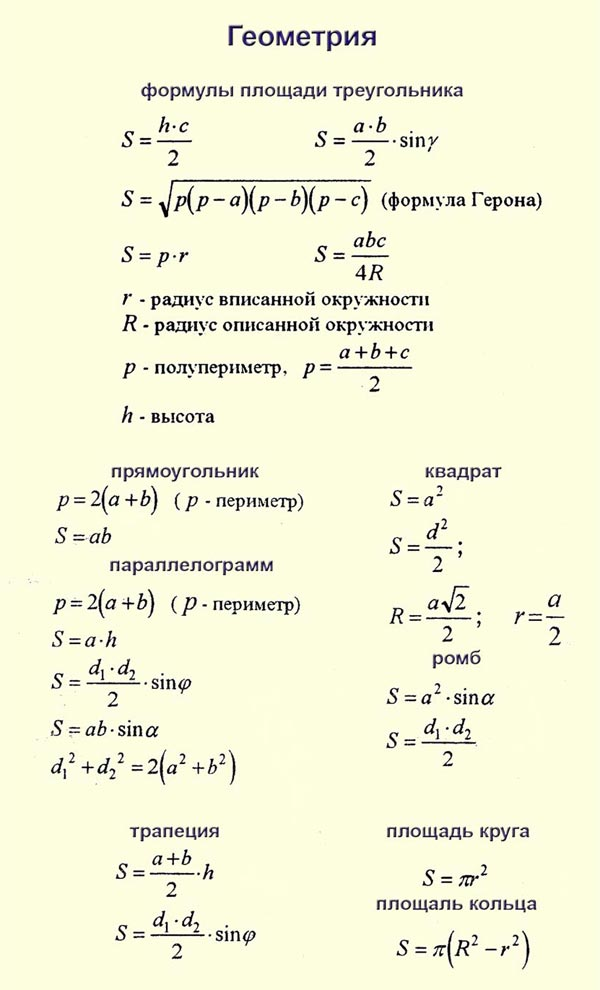 Геометрия
формулы площади треугольника
S = h·c/2    S = a·b/2 · sinγ
S = √(p(p−a)(p−b)(p−c)) (формула Герона)
S = p·r    S = abc/4R
r - радиус вписанной окружности
R - радиус описанной окружности
p - полупериметр, p = a+b+c/2
h - высота
прямоугольник
p = 2(a+b) ( p - периметр)
S = ab
параллелограмм
p = 2(a+b) ( p - периметр)
S = a·h
S = d₁·d₂/2 · sinφ
S = ab·sinα
d₁² + d₂² = 2(a² + b²)
квадрат
S = a²
S = d²/2 ;
R = a√2/2 ;    r = a/2
ромб
S = a² · sinα
S = d₁·d₂/2
трапеция
S = a+b/2 · h
S = d₁·d₂/2 · sinφ
площадь круга
S = πr²
площаль кольца
S = π(R² − r²)